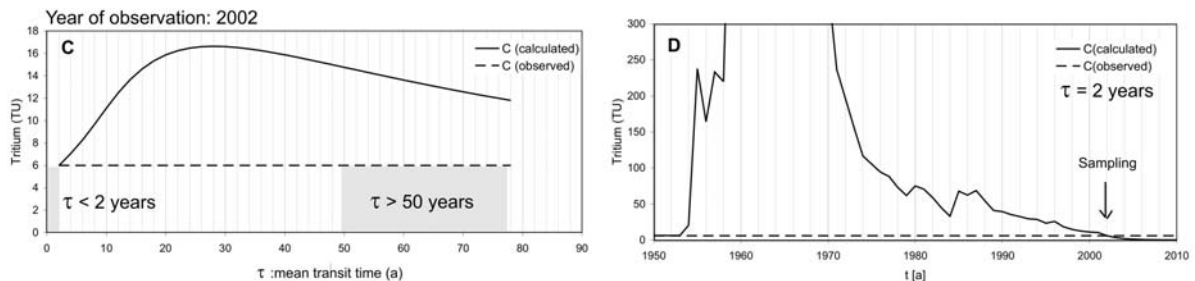 Year of observation: 2002
C
C (calculated)
C (observed)
Tritium (TU)
18
16
14
12
10
8
6
4
2
0
τ < 2 years
τ > 50 years
0 10 20 30 40 50 60 70 80 90
τ :mean transit time (a)
D
C(calculated)
C(observed)
τ = 2 years
Sampling
Tritium (TU)
300
250
200
150
100
50
0
1950 1960 1970 1980 1990 2000 2010
t [a]